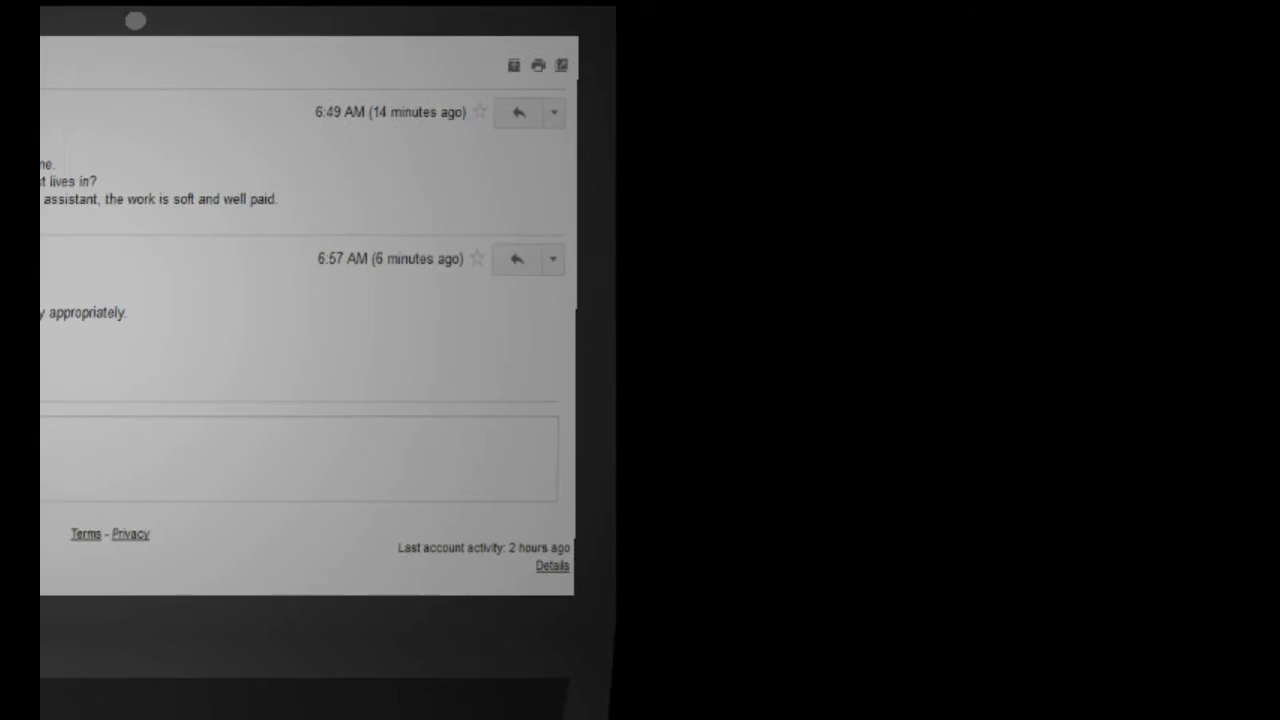 6:49 AM (14 minutes ago)
ne.
t lives in?
assistant, the work is soft and well paid.
6:57 AM (6 minutes ago)
y appropriately.
Terms - Privacy
Last account activity: 2 hours ago
Details